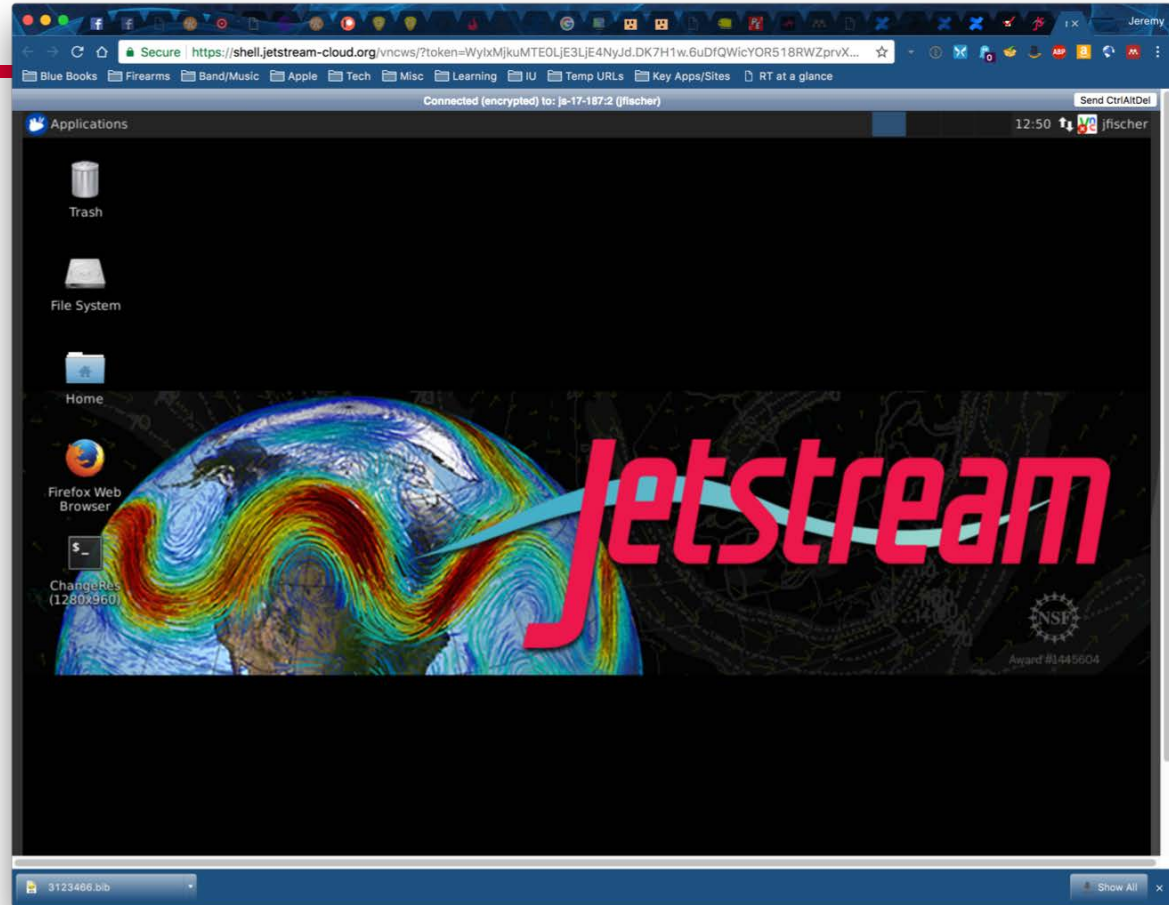 Jeremy
Secure https://shell.jetstream-cloud.org/vncws/?token=WylxMjkuMTE0LjE3LjE4NyJd.DK7H1w.6uDfQWicYOR518RWZprvX...
Blue Books Firearms Band/Music Apple Tech Misc Learning IU Temp URLs Key Apps/Sites RT at a glance
Connected (encrypted) to: js-17-187:2 (jfischer) Send CtrlAltDel
Applications 12:50 jfischer
Trash
File System
Home
Firefox Web
Browser
$_
ChangeRes
(1280x960)
Jetstream
NSF
Award #1445604
3123466.bib Show All